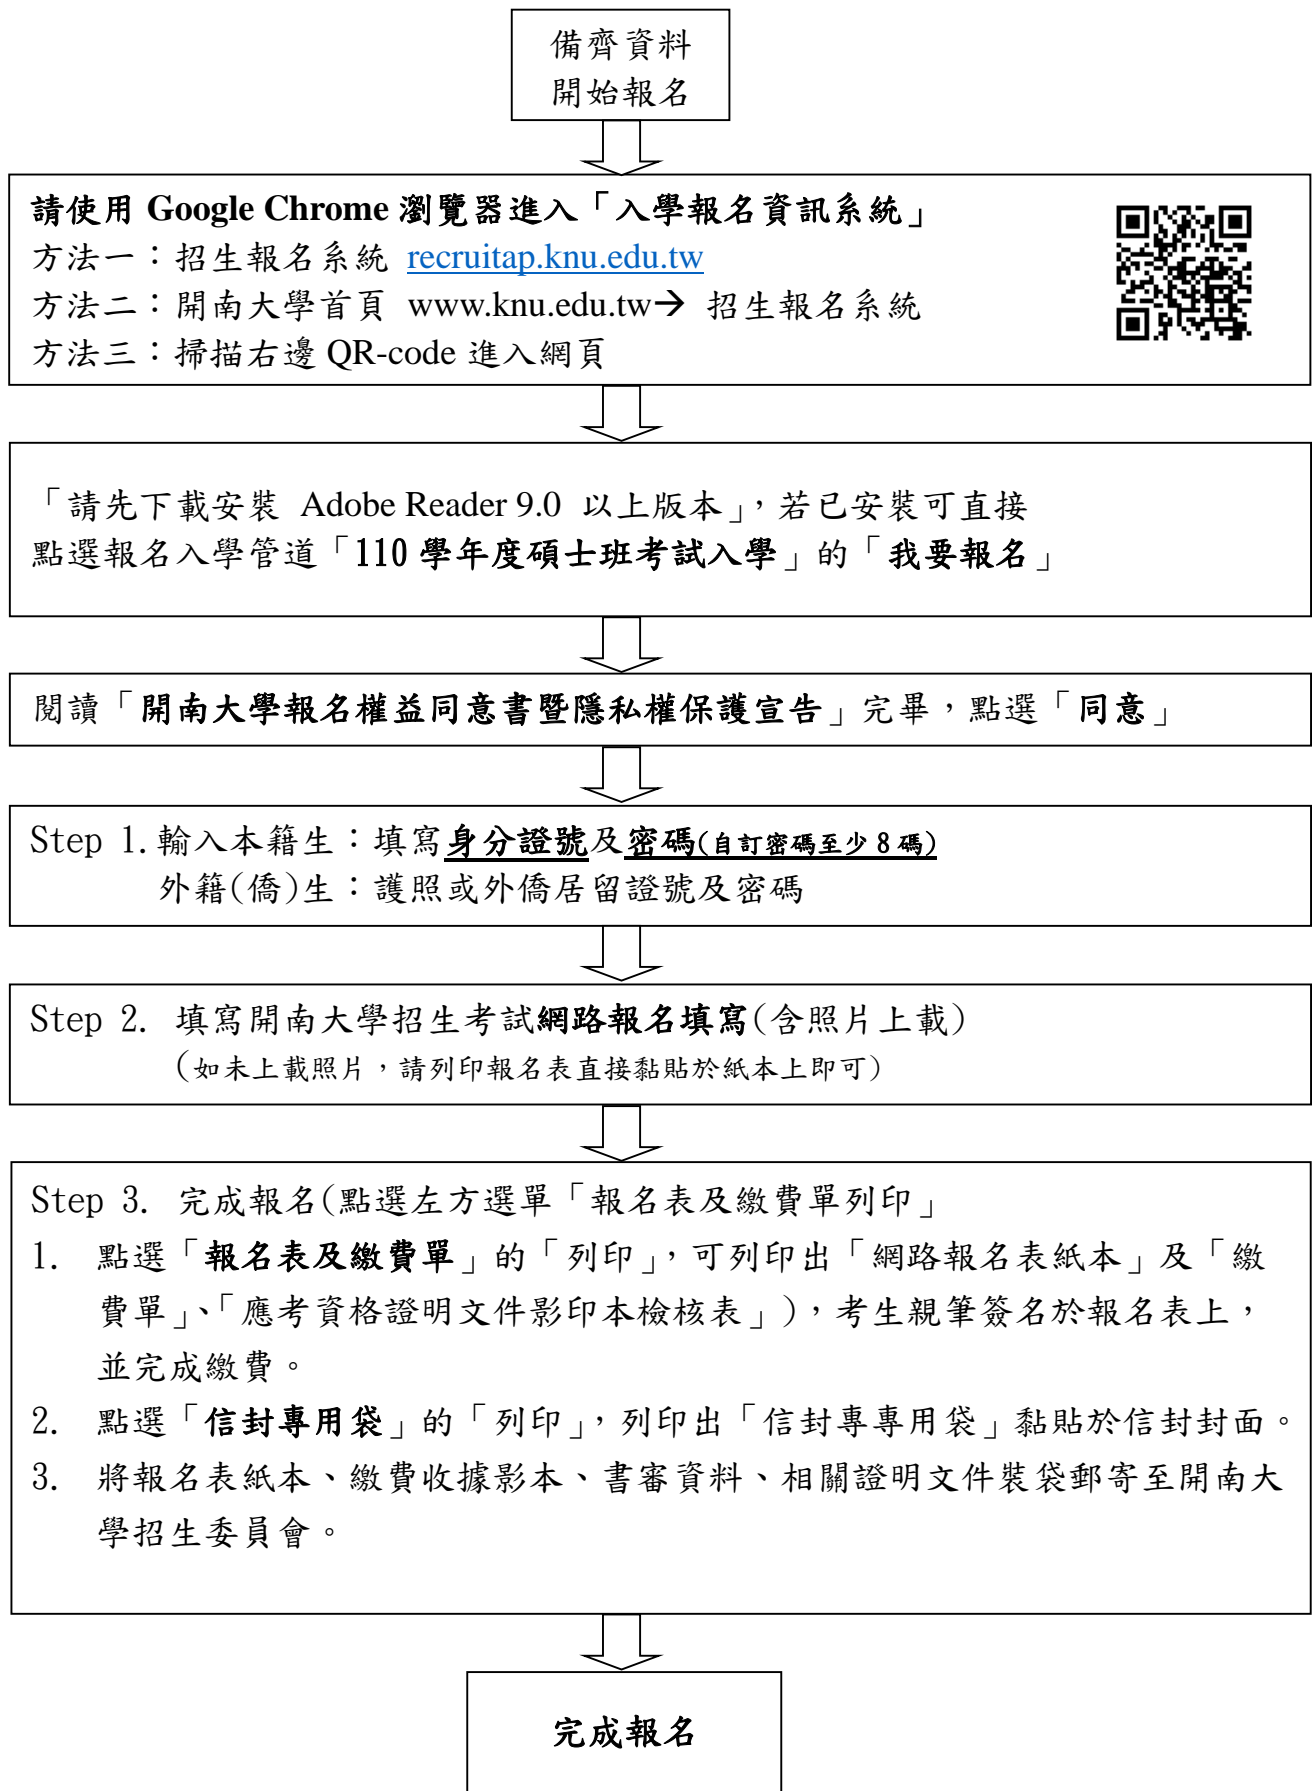 備齊資料
開始報名
請使用 Google Chrome 瀏覽器進入「入學報名資訊系統」
方法一：招生報名系統 recruitap.knu.edu.tw
方法二：開南大學首頁 www.knu.edu.tw→ 招生報名系統
方法三：掃描右邊 QR-code 進入網頁
「請先下載安裝 Adobe Reader 9.0 以上版本」，若已安裝可直接
點選報名入學管道「110 學年度碩士班考試入學」的「我要報名」
閱讀「開南大學報名權益同意書暨隱私權保護宣告」完畢，點選「同意」
Step 1. 輸入本籍生：填寫身分證號及密碼(自訂密碼至少 8 碼)
外籍(僑)生：護照或外僑居留證號及密碼
Step 2. 填寫開南大學招生考試網路報名填寫(含照片上載)
(如未上載照片，請列印報名表直接黏貼於紙本上即可)
Step 3. 完成報名(點選左方選單「報名表及繳費單列印」
1. 點選「報名表及繳費單」的「列印」，可列印出「網路報名表紙本」及「繳
費單」、「應考資格證明文件影印本檢核表」)，考生親筆簽名於報名表上，
並完成繳費。
2. 點選「信封專用袋」的「列印」，列印出「信封專專用袋」黏貼於信封封面。
3. 將報名表紙本、繳費收據影本、書審資料、相關證明文件裝袋郵寄至開南大
學招生委員會。
完成報名